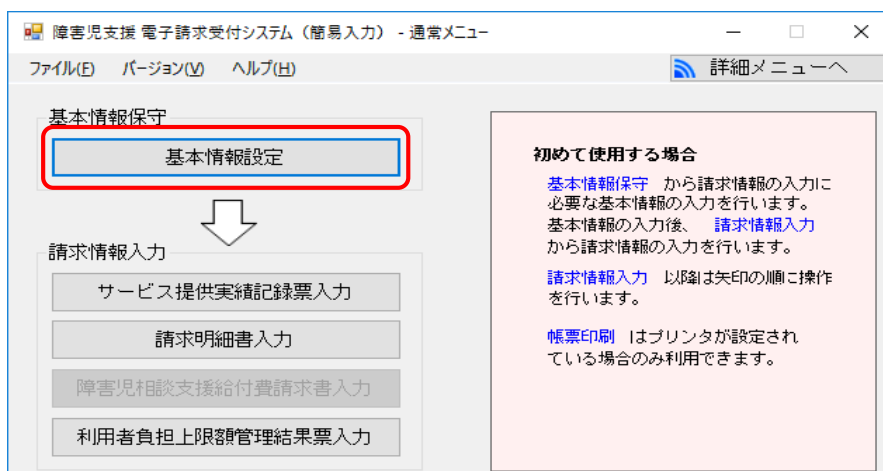 障害児支援 電子請求受付システム（簡易入力） - 通常メニュー
ファイル(F) バージョン(V) ヘルプ(H)
詳細メニューへ
基本情報保守
基本情報設定
請求情報入力
サービス提供実績記録票入力
請求明細書入力
障害児相談支援給付費請求書入力
利用者負担上限額管理結果票入力
初めて使用する場合
基本情報保守 から請求情報の入力に
必要な基本情報の入力を行います。
基本情報の入力後、 請求情報入力
から請求情報の入力を行います。
請求情報入力 以降は矢印の順に操作
を行います。
帳票印刷 はプリンタが設定され
ている場合のみ利用できます。